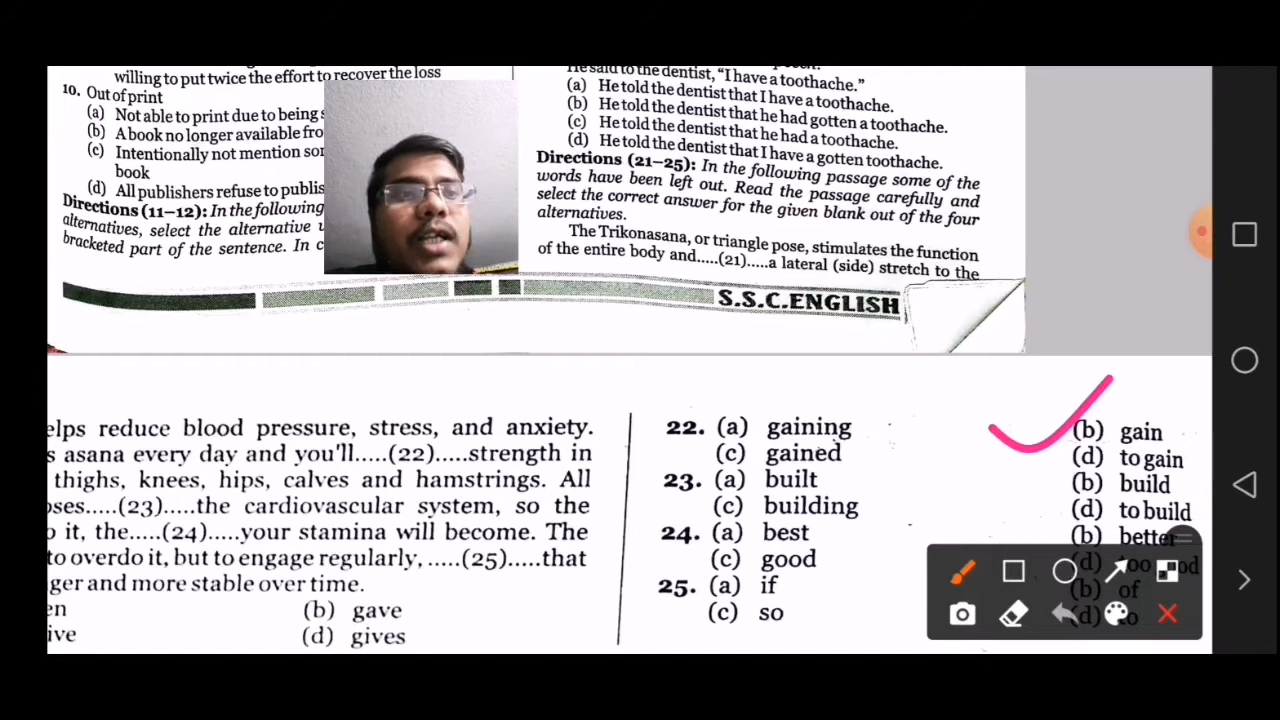 willing to put twice the effort to recover the loss
10. Out of print
(a) Not able to print due to being
(b) A book no longer available fro
(c) Intentionally not mention
book
(d) All publishers refuse to publis
Directions (11–12): In the following
alternatives, select the alternative
bracketed part of the sentence. In
He said to the dentist, “I have a toothache.”
(a) He told the dentist that I have a toothache.
(b) He told the dentist that he had gotten a toothache.
(c) He told the dentist that he had a toothache.
(d) He told the dentist that I have a gotten toothache.
Directions (21–25): In the following passage some of the
words have been left out. Read the passage carefully and
select the correct answer for the given blank out of the four
alternatives.
The Trikonasana, or triangle pose, stimulates the function
of the entire body and.....(21).....a lateral (side) stretch to the
S.S.C.ENGLISH
elps reduce blood pressure, stress, and anxiety.
s asana every day and you'll.....(22).....strength in
thighs, knees, hips, calves and hamstrings. All
oses.....(23).....the cardiovascular system, so the
o it, the.....(24).....your stamina will become. The
to overdo it, but to engage regularly, .....(25).....that
ger and more stable over time.
en (b) gave
ive (d) gives
22. (a) gaining (b) gain
(c) gained (d) to gain
23. (a) built (b) build
(c) building (d) to build
24. (a) best (b) better
(c) good (d) too good
25. (a) if (b) of
(c) so (d) to